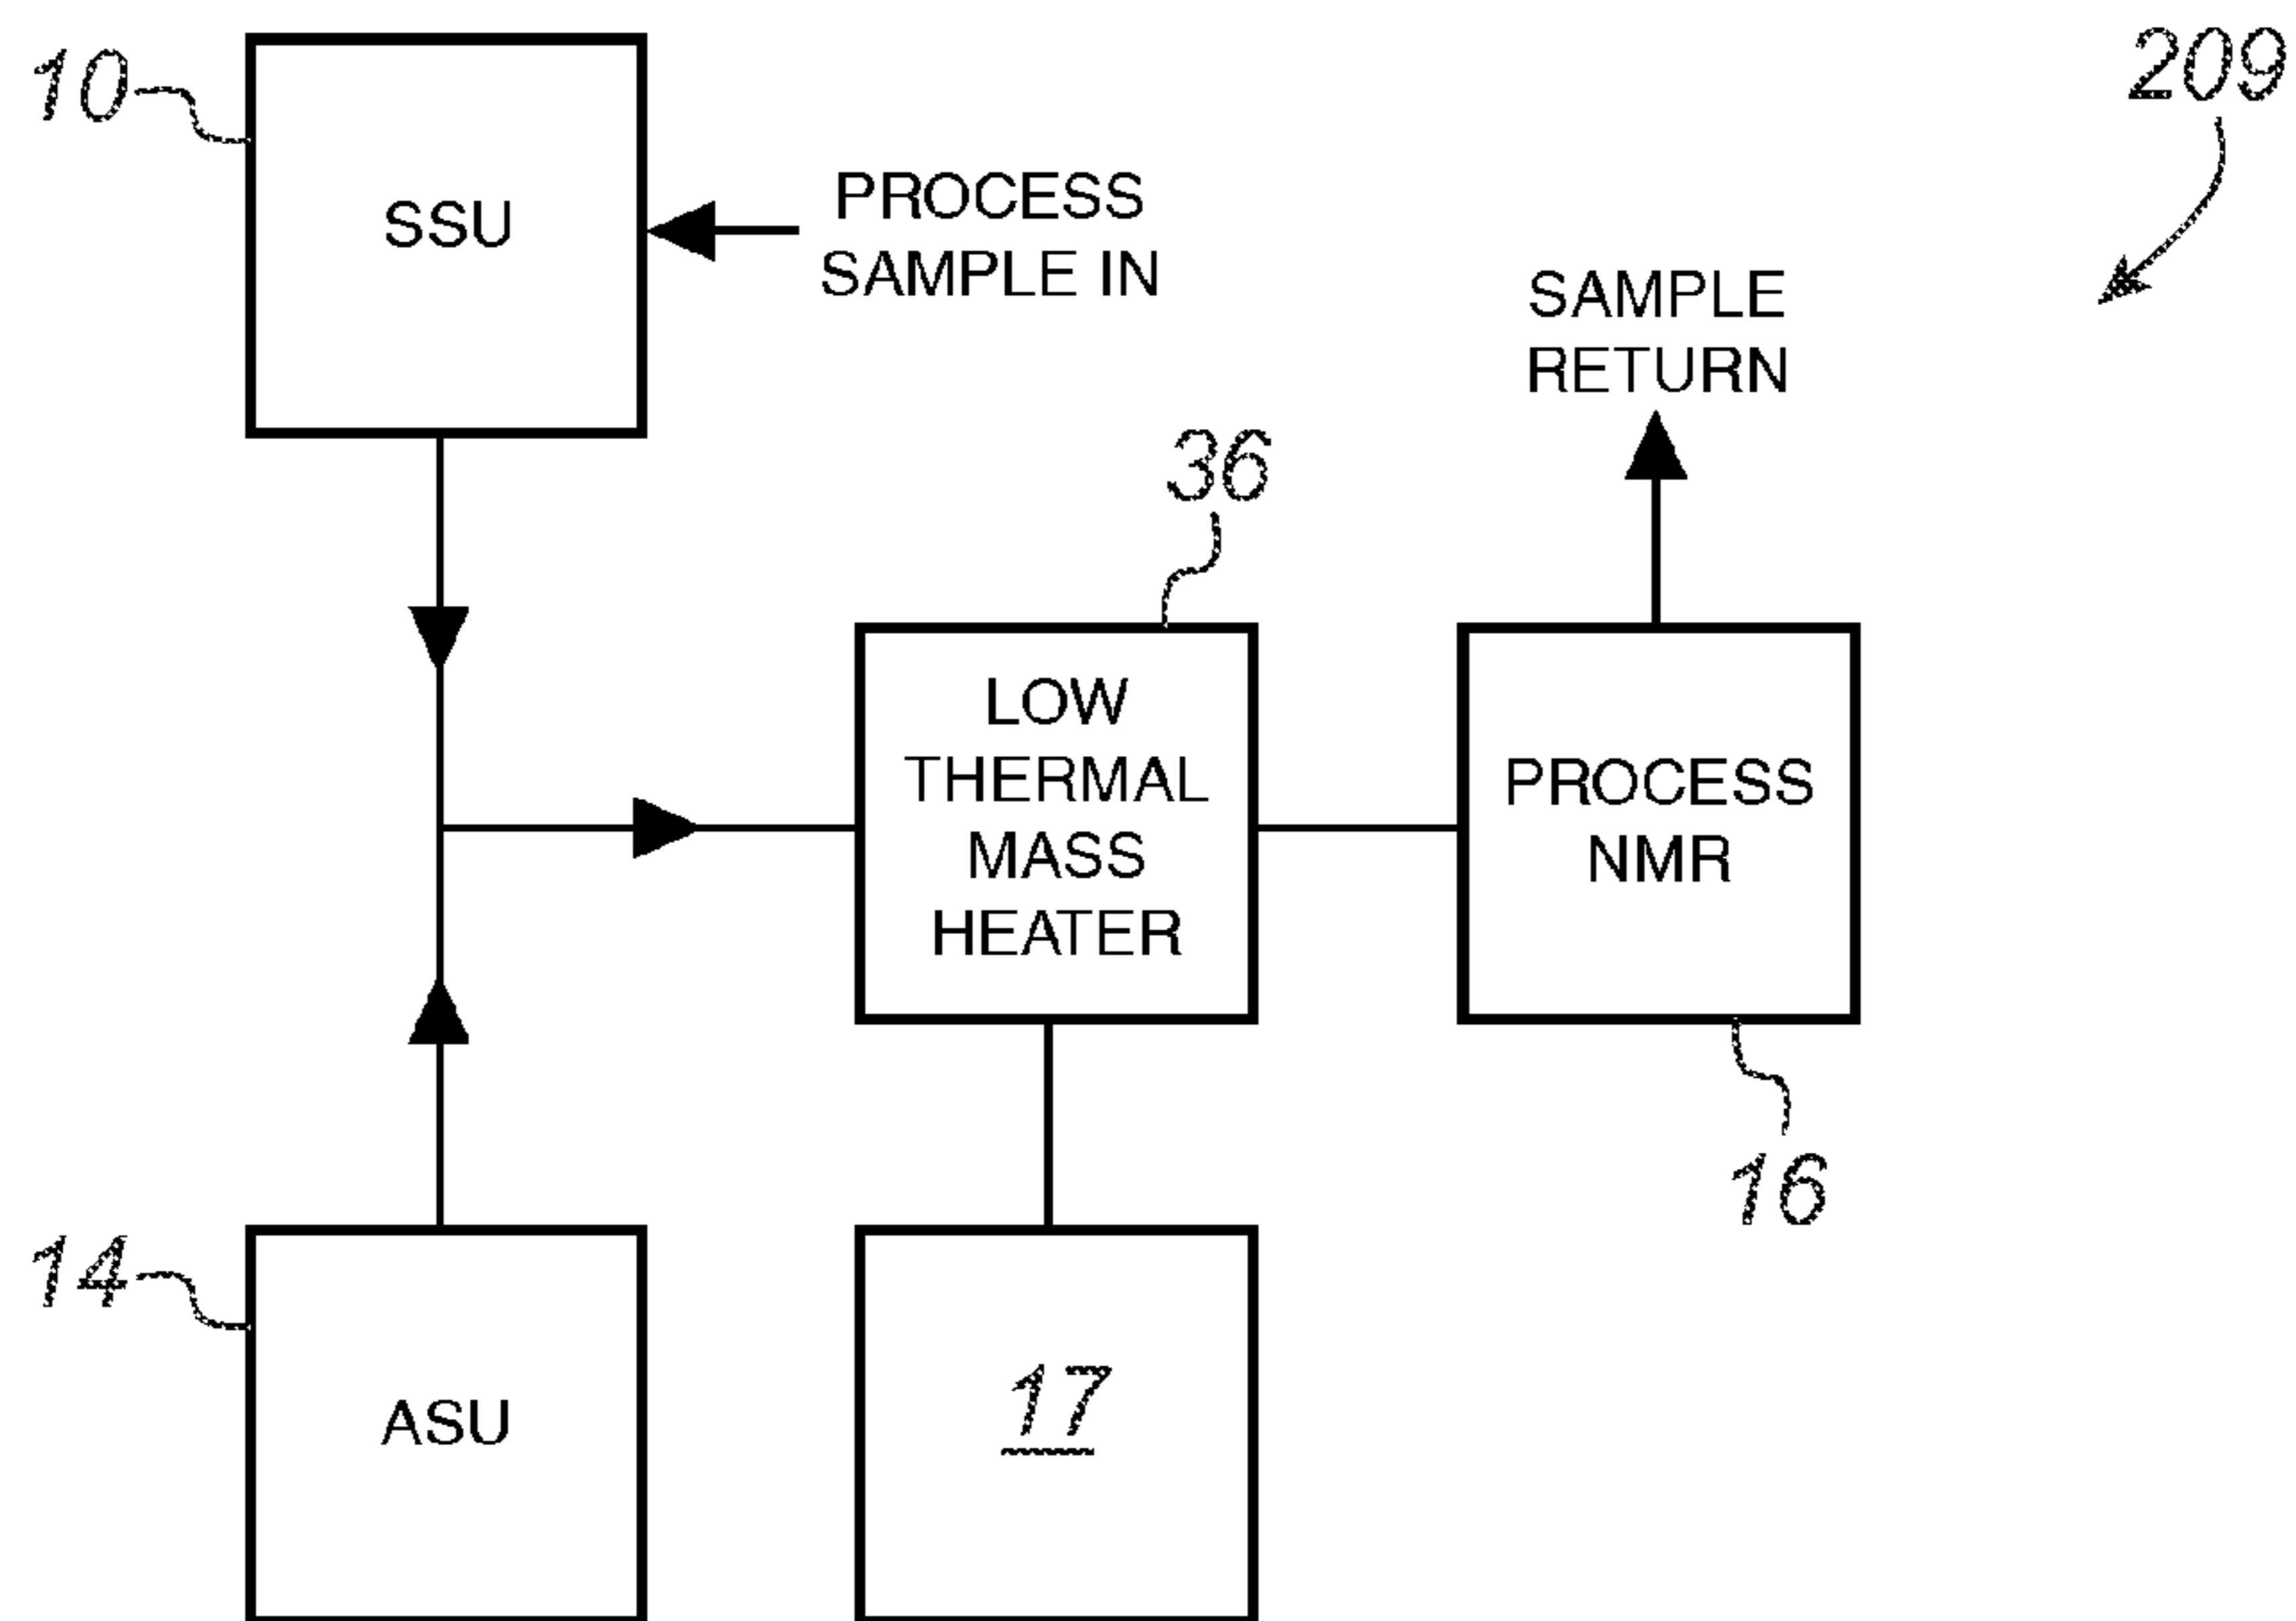 10
209
SSU
PROCESS
SAMPLE IN
SAMPLE
RETURN
36
LOW
THERMAL
MASS
HEATER
PROCESS
NMR
16
14
ASU
17